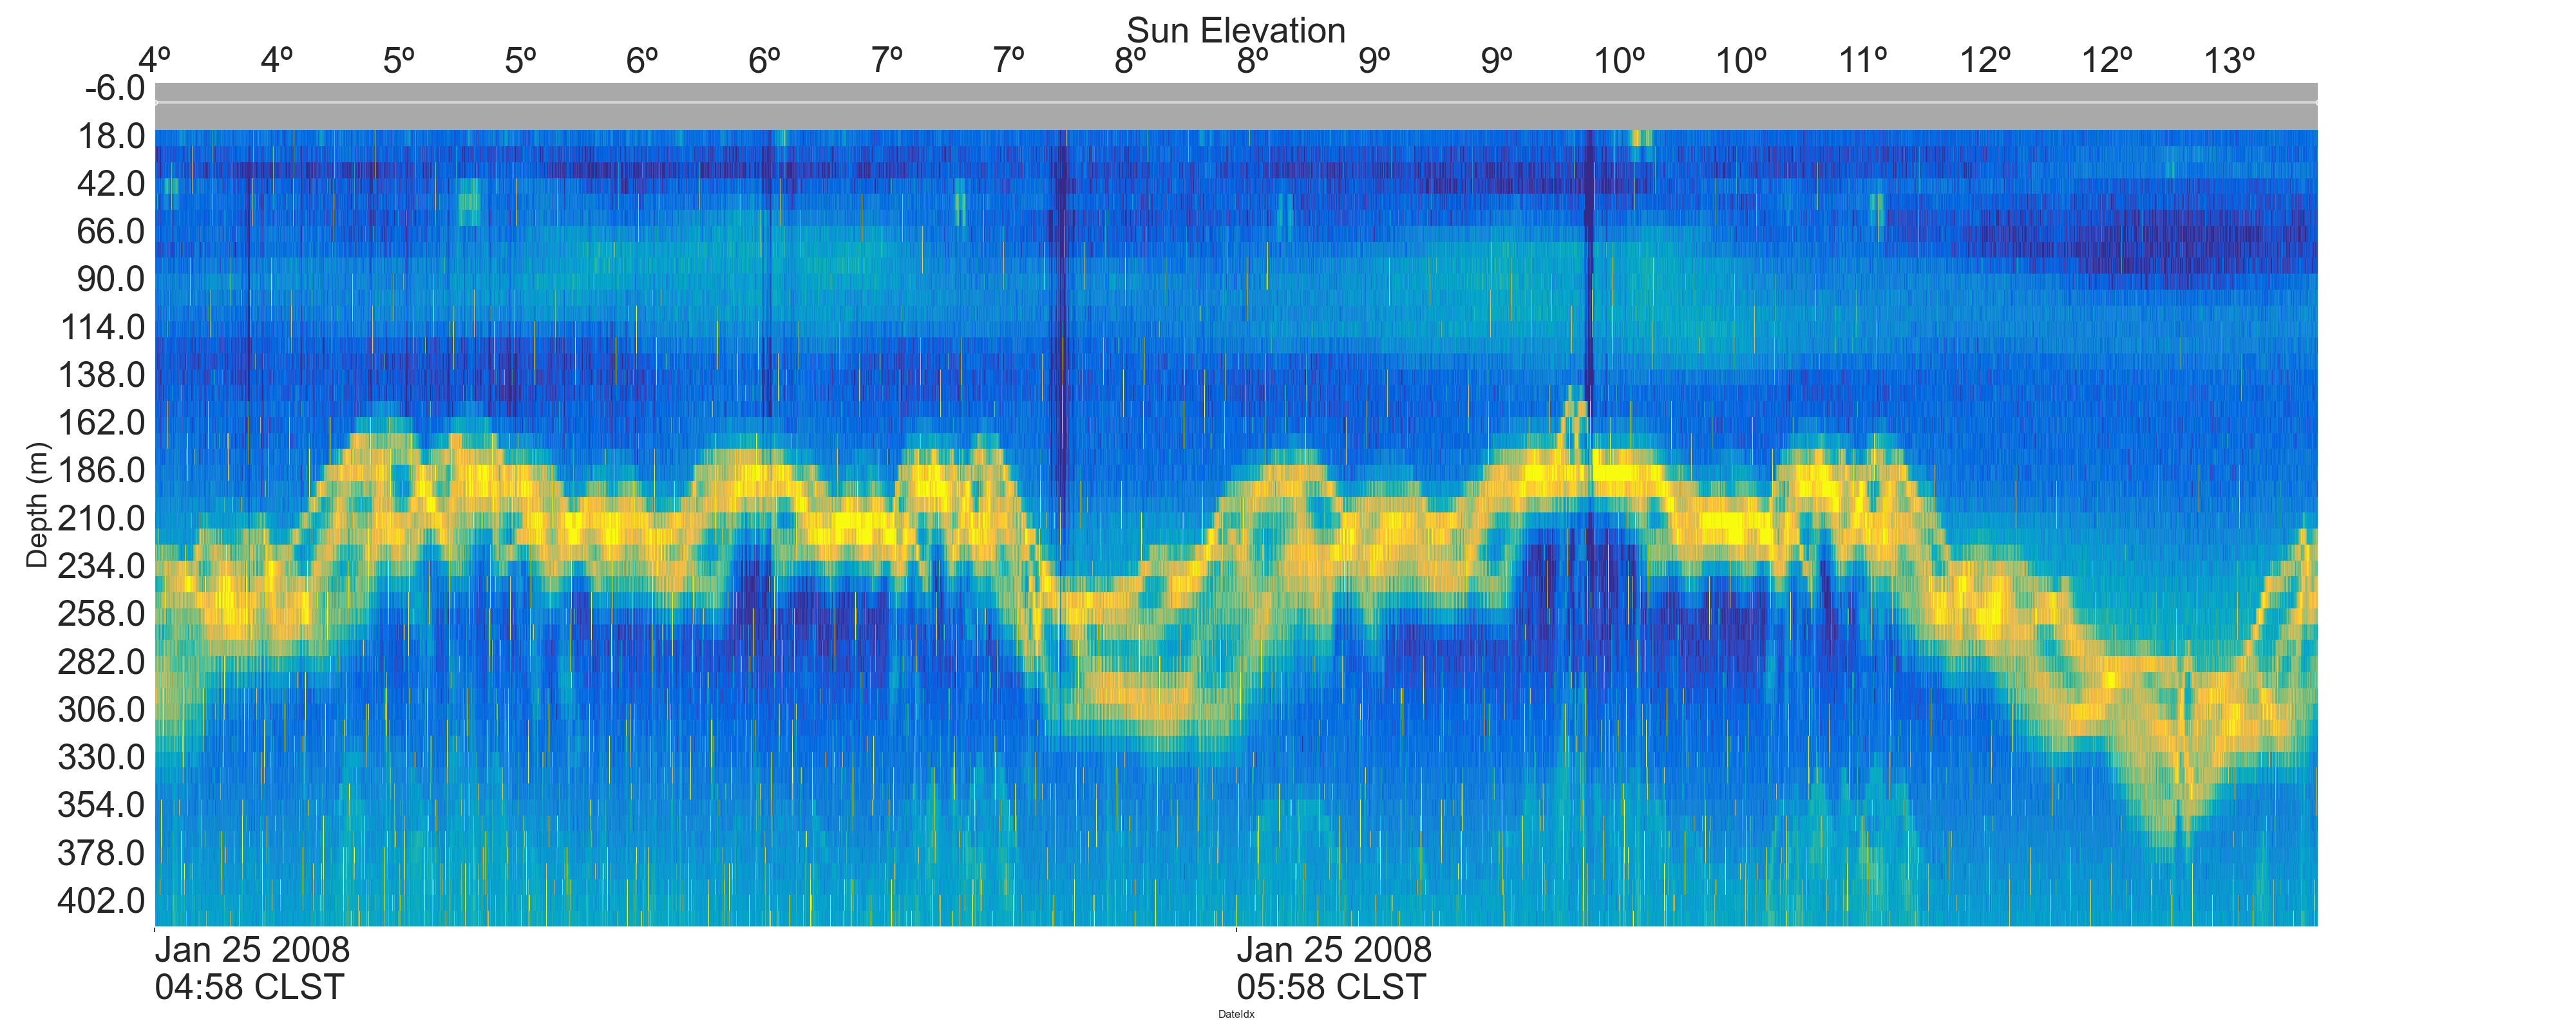 Sun Elevation
4º 4º 5º 5º 6º 6º 7º 7º 8º 8º 9º 9º 10º 10º 11º 12º 12º 13º
Depth (m)
-6.0
18.0
42.0
66.0
90.0
114.0
138.0
162.0
186.0
210.0
234.0
258.0
282.0
306.0
330.0
354.0
378.0
402.0
Jan 25 2008
04:58 CLST
Jan 25 2008
05:58 CLST
DateIdx